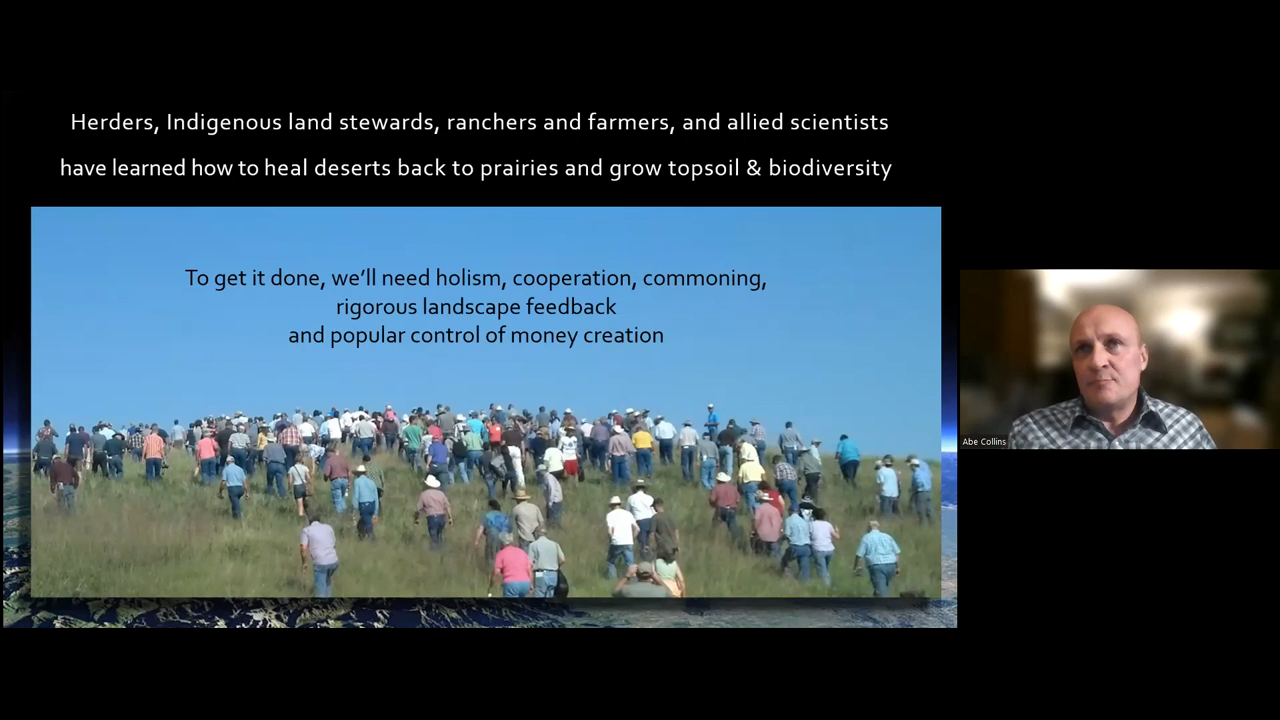 Herders, Indigenous land stewards, ranchers and farmers, and allied scientists
have learned how to heal deserts back to prairies and grow topsoil & biodiversity
To get it done, we’ll need holism, cooperation, commoning,
rigorous landscape feedback
and popular control of money creation
Abe Collins